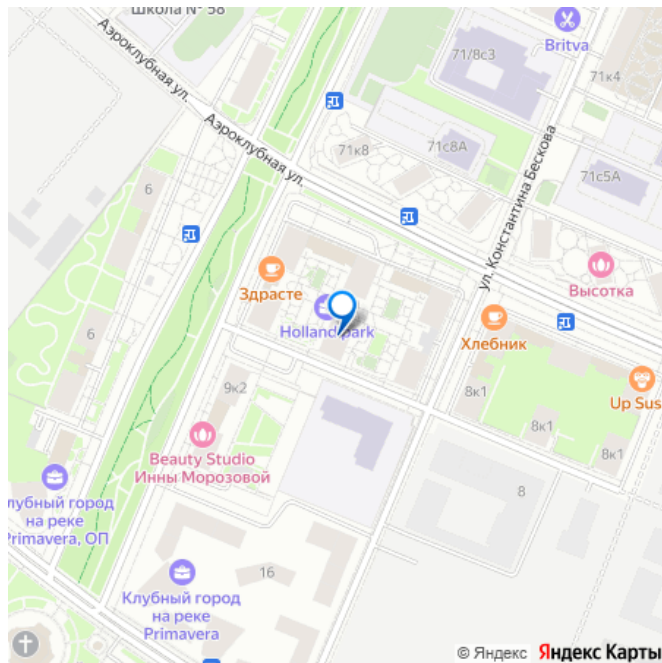 Школа № 58
Аэроклубная ул.
Britva
71/8с3
71к4
Аэроклубная ул.
71к8
71с8А
71с5А
ул. Константина Бескова
6
Здрасте
Высотка
Holland park
Хлебник
6
9к2
8к1
Up Sus
8к1
8к1
Beauty Studio
Инны Морозовой
лубный город
на реке
Primavera, ОП
8
16
Клубный город
на реке
Primavera
© Яндекс Яндекс Карты